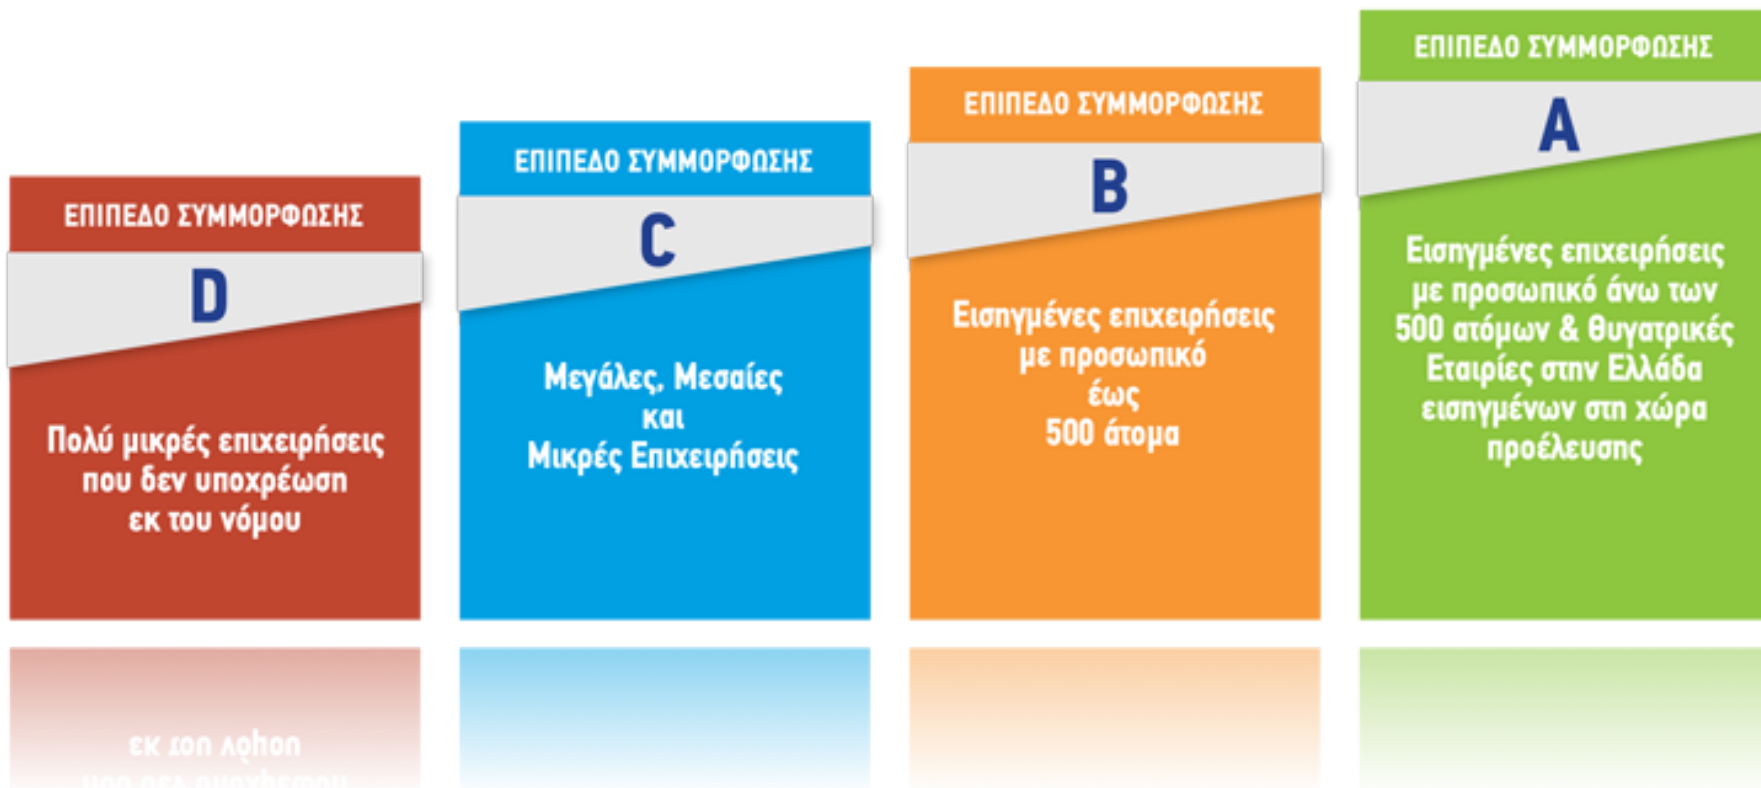 ΕΠΙΠΕΔΟ ΣΥΜΜΟΡΦΩΣΗΣ
D
Πολύ μικρές επιχειρήσεις
που δεν υποχρέωση
εκ του νόμου
ΕΠΙΠΕΔΟ ΣΥΜΜΟΡΦΩΣΗΣ
C
Μεγάλες, Μεσαίες
και
Μικρές Επιχειρήσεις
ΕΠΙΠΕΔΟ ΣΥΜΜΟΡΦΩΣΗΣ
B
Εισηγμένες επιχειρήσεις
με προσωπικό
έως
500 άτομα
ΕΠΙΠΕΔΟ ΣΥΜΜΟΡΦΩΣΗΣ
A
Εισηγμένες επιχειρήσεις
με προσωπικό άνω των
500 ατόμων & θυγατρικές
Εταιρίες στην Ελλάδα
εισηγμένων στη χώρα
προέλευσης